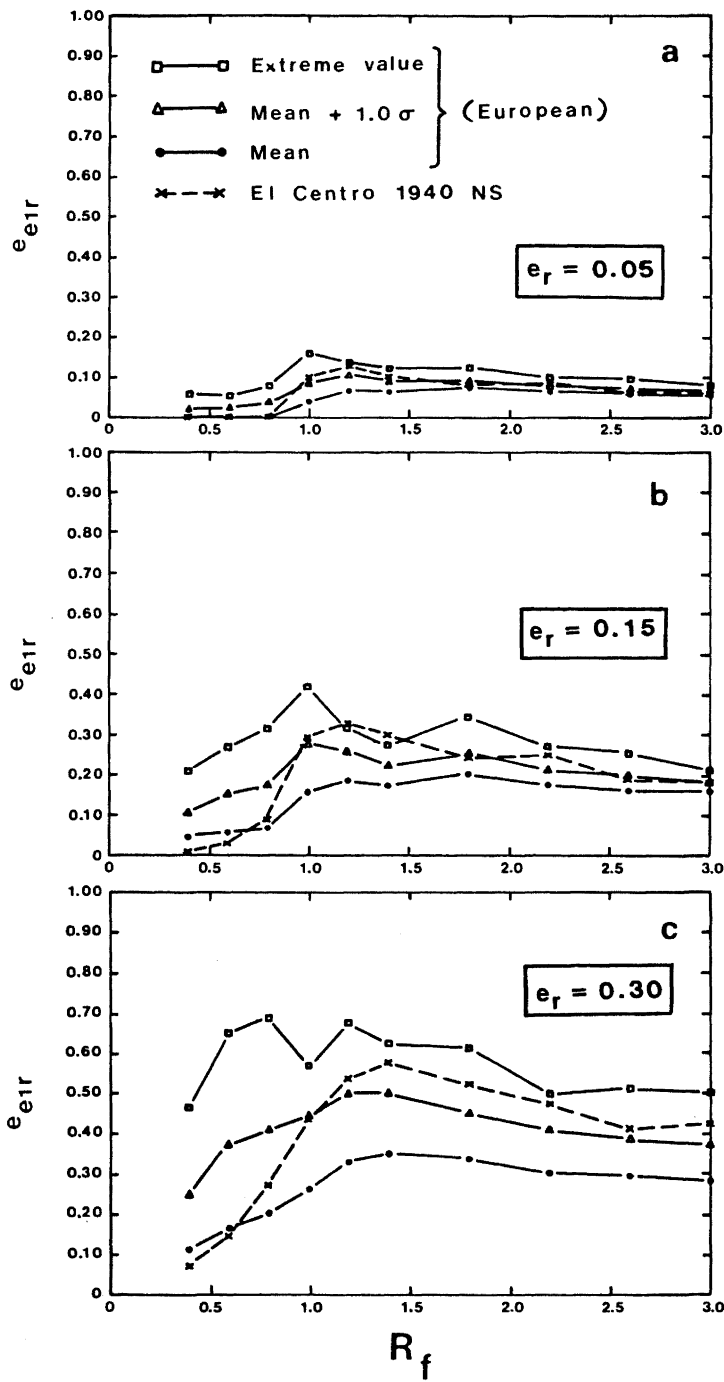 a
1.00
0.90
0.80
0.70
0.60
0.50
0.40
0.30
0.20
0.10
0
Extreme value
Mean + 1.0 σ
Mean
(European)
El Centro 1940 NS
e_r = 0.05
e_e1r
0.5 1.0 1.5 2.0 2.5 3.0
b
1.00
0.90
0.80
0.70
0.60
0.50
0.40
0.30
0.20
0.10
0
e_r = 0.15
e_e1r
0 0.5 1.0 1.5 2.0 2.5 3.0
c
1.00
0.90
0.80
0.70
0.60
0.50
0.40
0.30
0.20
0.10
0
e_r = 0.30
e_e1r
0 0.5 1.0 1.5 2.0 2.5 3.0
R_f